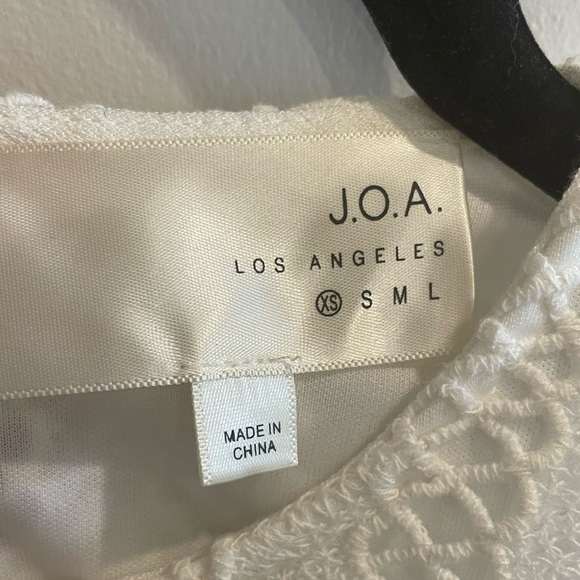 J.O.A.
LOS ANGELES
XS S M L
MADE IN
CHINA